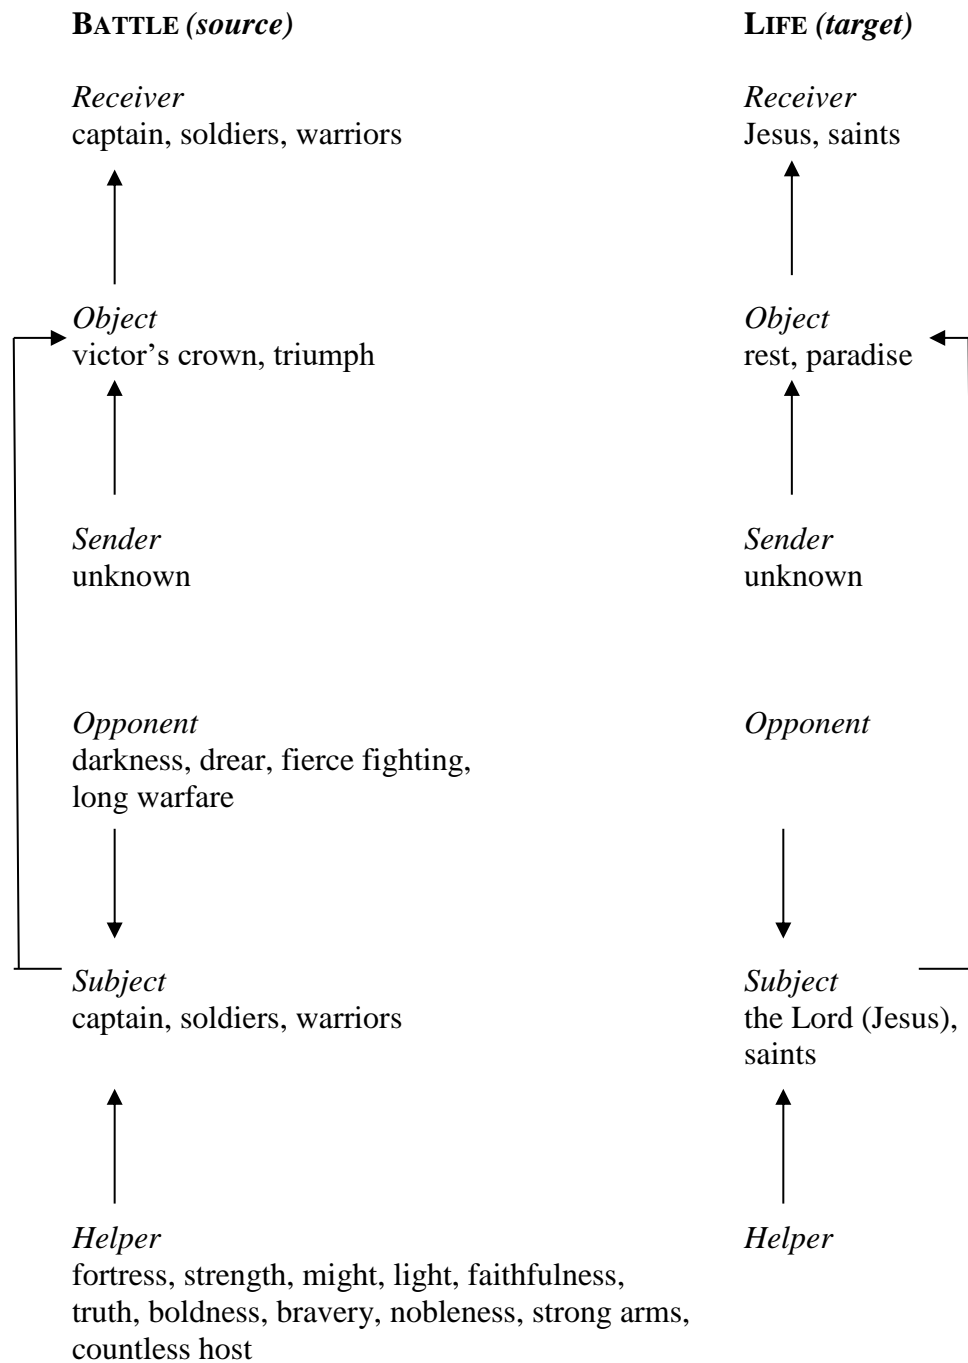 BATTLE (source)
LIFE (target)
Receiver
captain, soldiers, warriors
Receiver
Jesus, saints
Object
victor’s crown, triumph
Object
rest, paradise
Sender
unknown
Sender
unknown
Opponent
darkness, drear, fierce fighting,
long warfare
Opponent
Subject
captain, soldiers, warriors
Subject
the Lord (Jesus),
saints
Helper
fortress, strength, might, light, faithfulness,
truth, boldness, bravery, nobleness, strong arms,
countless host
Helper